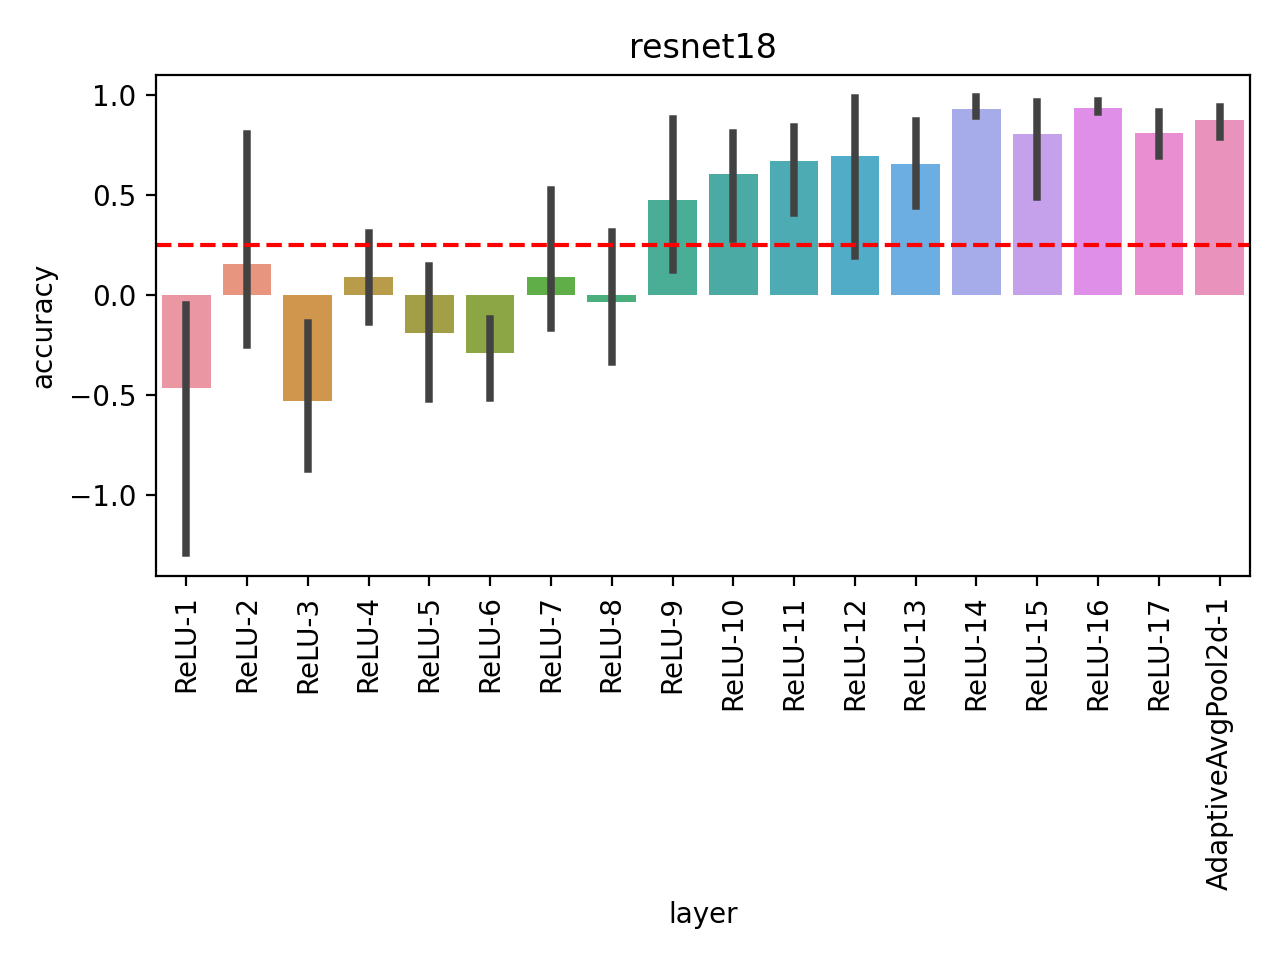 resnet18
accuracy
1.0
0.5
0.0
−0.5
−1.0
ReLU-1
ReLU-2
ReLU-3
ReLU-4
ReLU-5
ReLU-6
ReLU-7
ReLU-8
ReLU-9
ReLU-10
ReLU-11
ReLU-12
ReLU-13
ReLU-14
ReLU-15
ReLU-16
ReLU-17
AdaptiveAvgPool2d-1
layer